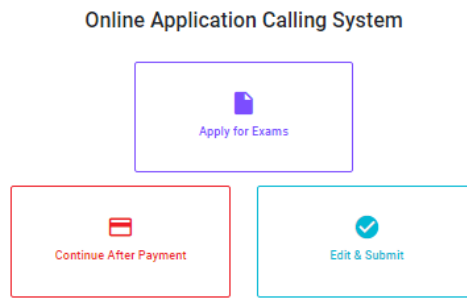 Online Application Calling System
Apply for Exams
Continue After Payment
Edit & Submit